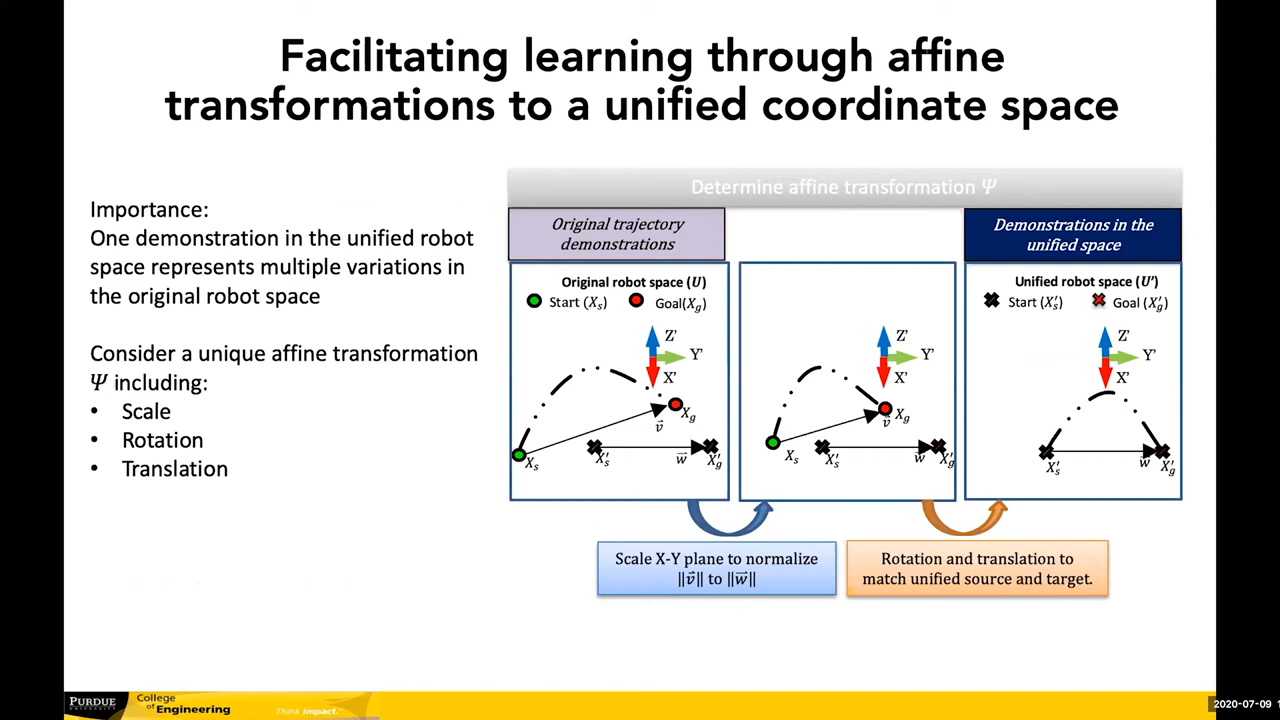 Facilitating learning through affine
transformations to a unified coordinate space
Importance:
One demonstration in the unified robot
space represents multiple variations in
the original robot space
Consider a unique affine transformation
Ψ including:
• Scale
• Rotation
• Translation
Determine affine transformation Ψ
Original trajectory
demonstrations
Original robot space (U)
Start (Xs) Goal(Xg)
Z'
Y'
X'
Xg
v⃗
Xs
X's
w⃗
X'g
Z'
Y'
X'
Xg
v⃗
Xs
X's
w⃗
X'g
Demonstrations in the
unified space
Unified robot space (U')
Start (X's) Goal (X'g)
Z'
Y'
X'
X's
w⃗
X'g
Scale X-Y plane to normalize
‖v⃗‖ to ‖w⃗‖
Rotation and translation to
match unified source and target.
PURDUE
UNIVERSITY
College
of Engineering
Think impact.
2020-07-09